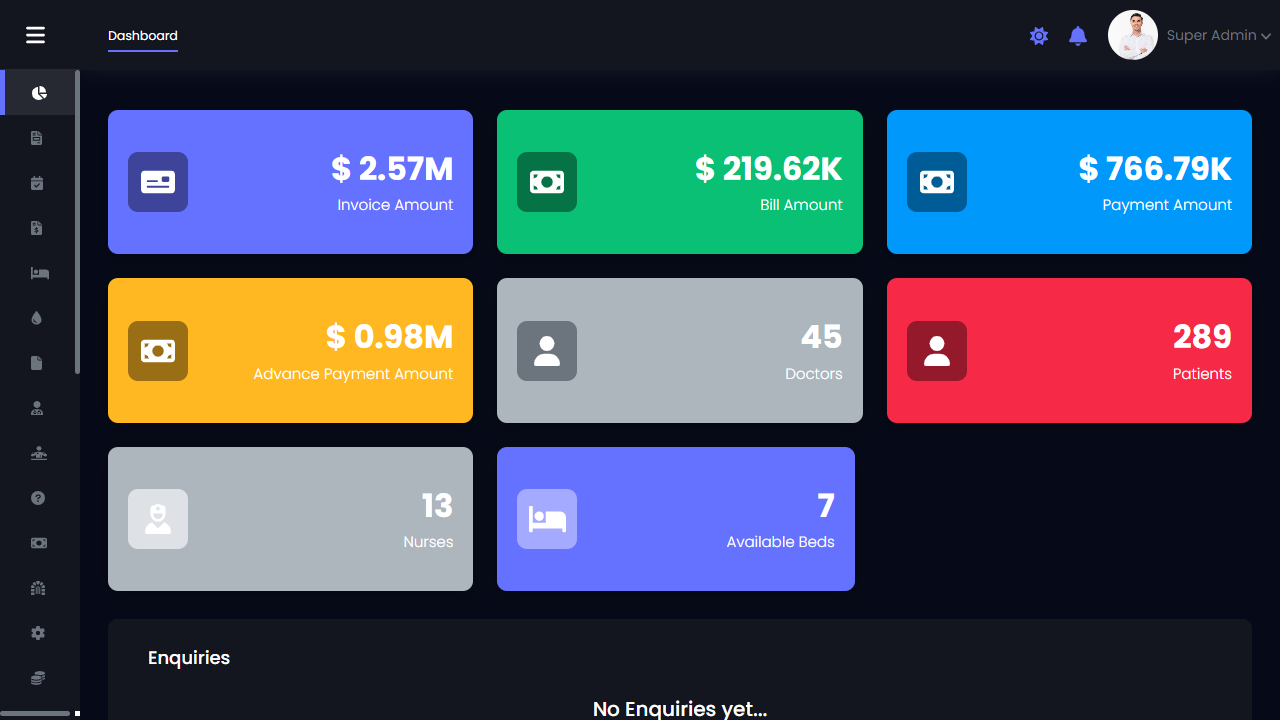 Dashboard
Super Admin
$ 2.57M
Invoice Amount
$ 219.62K
Bill Amount
$ 766.79K
Payment Amount
$ 0.98M
Advance Payment Amount
45
Doctors
289
Patients
13
Nurses
7
Available Beds
Enquiries
No Enquiries yet...